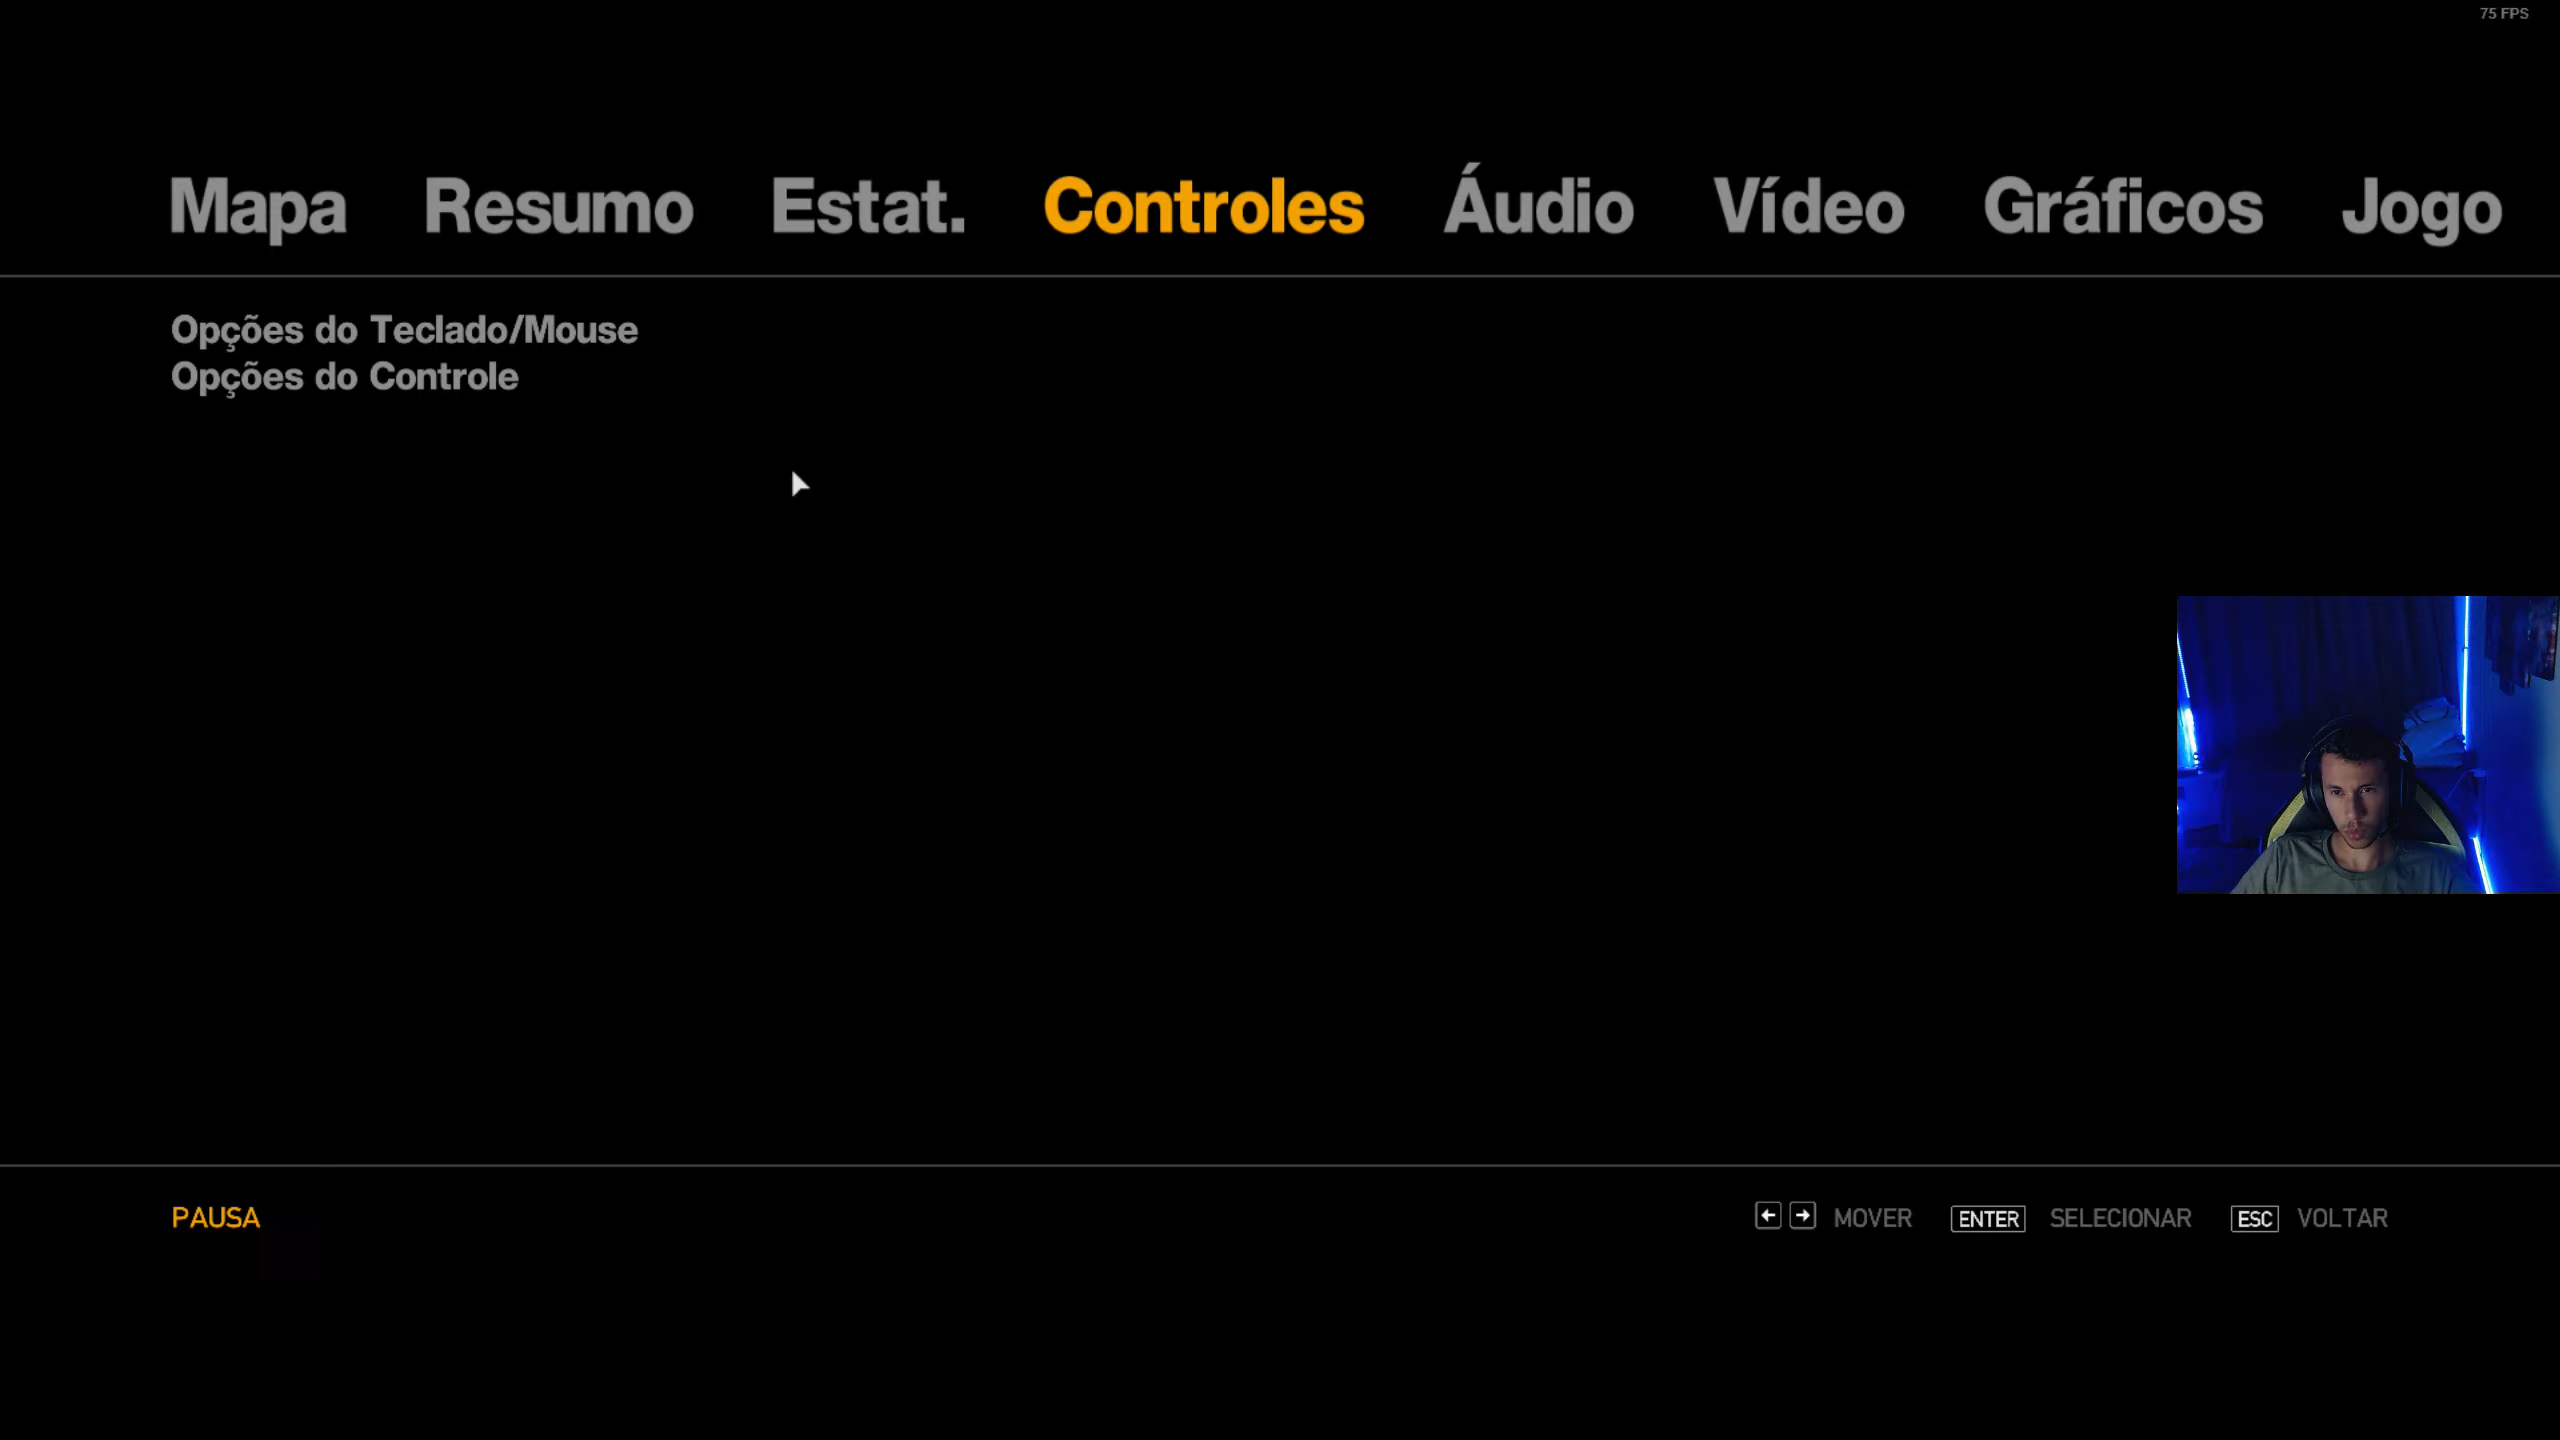 75 FPS
Mapa Resumo Estat. Controles Áudio Vídeo Gráficos Jogo
Opções do Teclado/Mouse
Opções do Controle
PAUSA MOVER ENTER SELECIONAR ESC VOLTAR